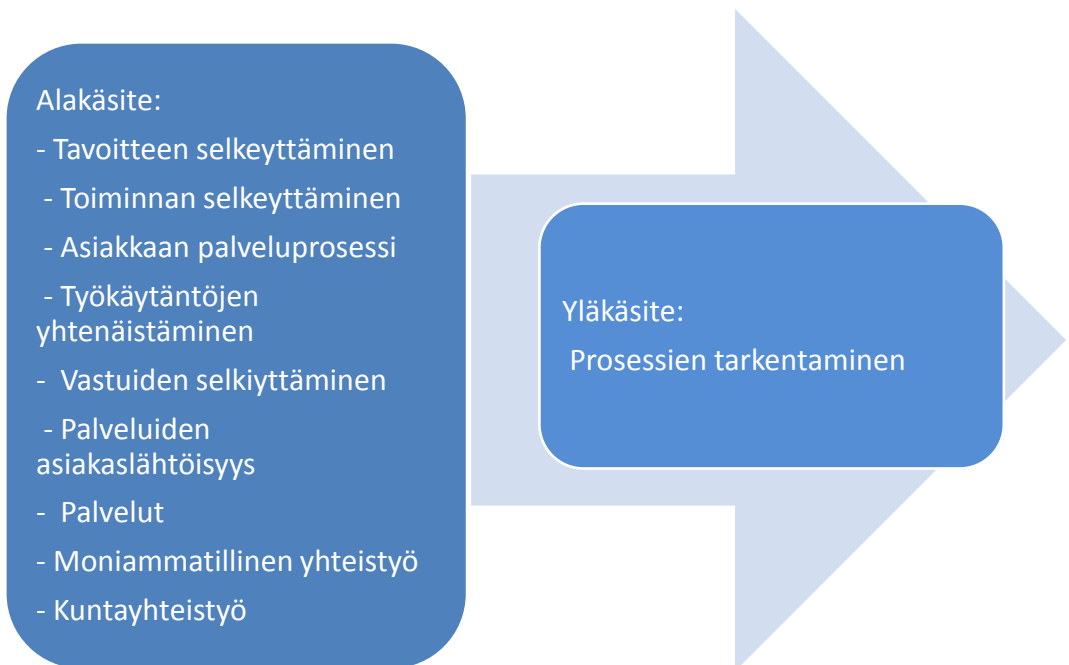 Alakäsite:
- Tavoitteen selkeyttäminen
- Toiminnan selkeyttäminen
- Asiakkaan palveluprosessi
- Työkäytäntöjen
yhtenäistäminen
- Vastuiden selkiyttäminen
- Palveluiden
asiakaslähtöisyys
- Palvelut
- Moniammatillinen yhteistyö
- Kuntayhteistyö
Yläkäsite:
Prosessien tarkentaminen